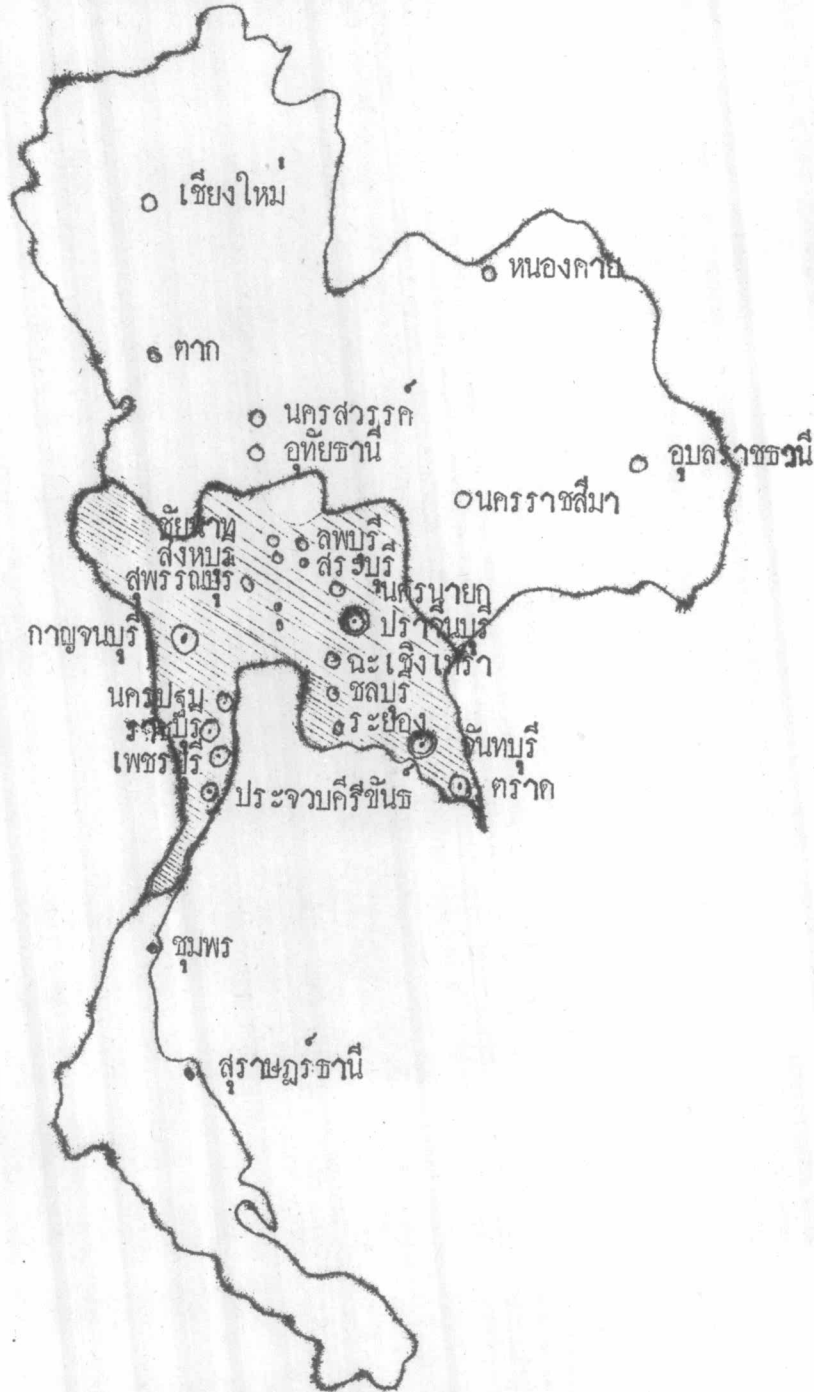 เชียงใหม่
หนองคาย
ตาก
นครสวรรค์
อุทัยธานี
อุบลราชธานี
นครราชสีมา
ชัยนาท
ลพบุรี
สิงหบุรี
สระบุรี
สุพรรณบุรี
นครนายก
ปราจีนบุรี
กาญจนบุรี
ฉะเชิงเทรา
ชลบุรี
นครปฐม
ระยอง
ราชบุรี
จันทบุรี
เพชรบุรี
ตราด
ประจวบคีรีขันธ์
ชุมพร
สุราษฎร์ธานี